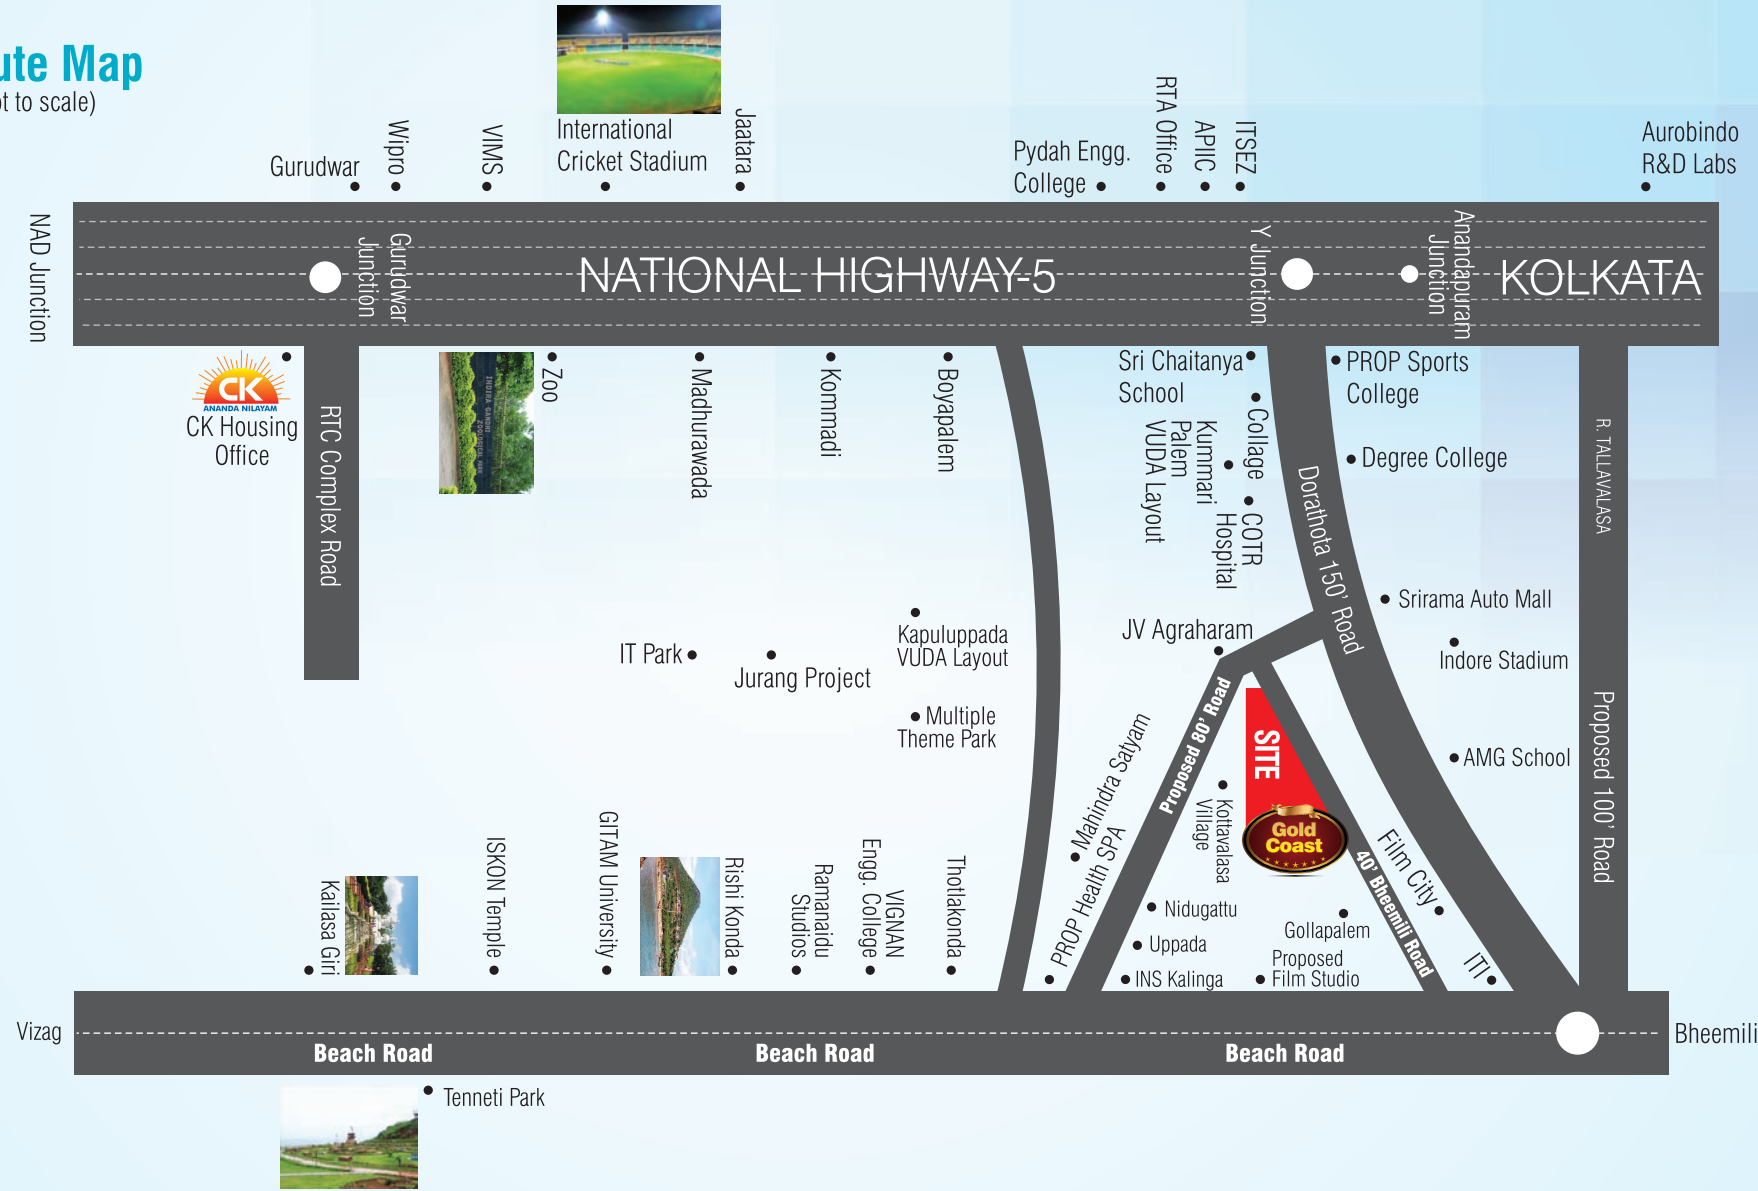 ute Map
ot to scale)
Gurudwar
Wipro
VIMS
International
Cricket Stadium
Jaatara
Pydah Engg.
College
RTA Office
APIIC
ITSEZ
Aurobindo
R&D Labs
NAD Junction
Gurudwar
Junction
NATIONAL HIGHWAY-5
Y Junction
Anandapuram
Junction
KOLKATA
CK
ANANDA NILAYAM
CK Housing
Office
RTC Complex Road
INDIRA GANDHI
ZOOLOGICAL PARK
Zoo
Madhurawada
Kommadi
Boyapalem
Sri Chaitanya
School
Collage
Kummari
Palem
VUDA Layout
COTR
Hospital
PROP Sports
College
Degree College
Dorathota 150' Road
R. TALLAVALASA
Srirama Auto Mall
Indore Stadium
AMG School
Proposed 100' Road
IT Park
Jurang Project
Kapuluppada
VUDA Layout
Multiple
Theme Park
JV Agraharam
Proposed 80' Road
SITE
Gold
Coast
Mahindra Satyam
PROP Health SPA
Kottavalasa
Village
Nidugattu
Uppada
INS Kalinga
Gollapalem
Proposed
Film Studio
40' Bheemili Road
Film City
ITI
Kailasa Giri
ISKON Temple
GITAM University
Rishi Konda
Ramanaidu
Studios
VIGNAN
Engg. College
Thotlakonda
Vizag
Beach Road
Beach Road
Beach Road
Bheemili
Tenneti Park